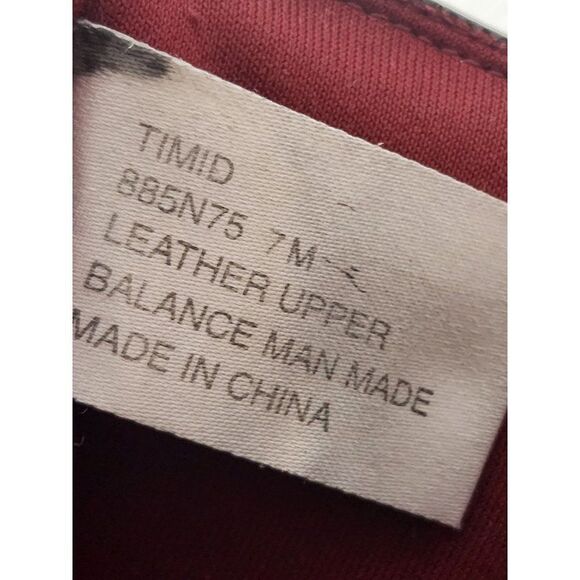 TIMID
885N75 7M
LEATHER UPPER
BALANCE MAN MADE
MADE IN CHINA